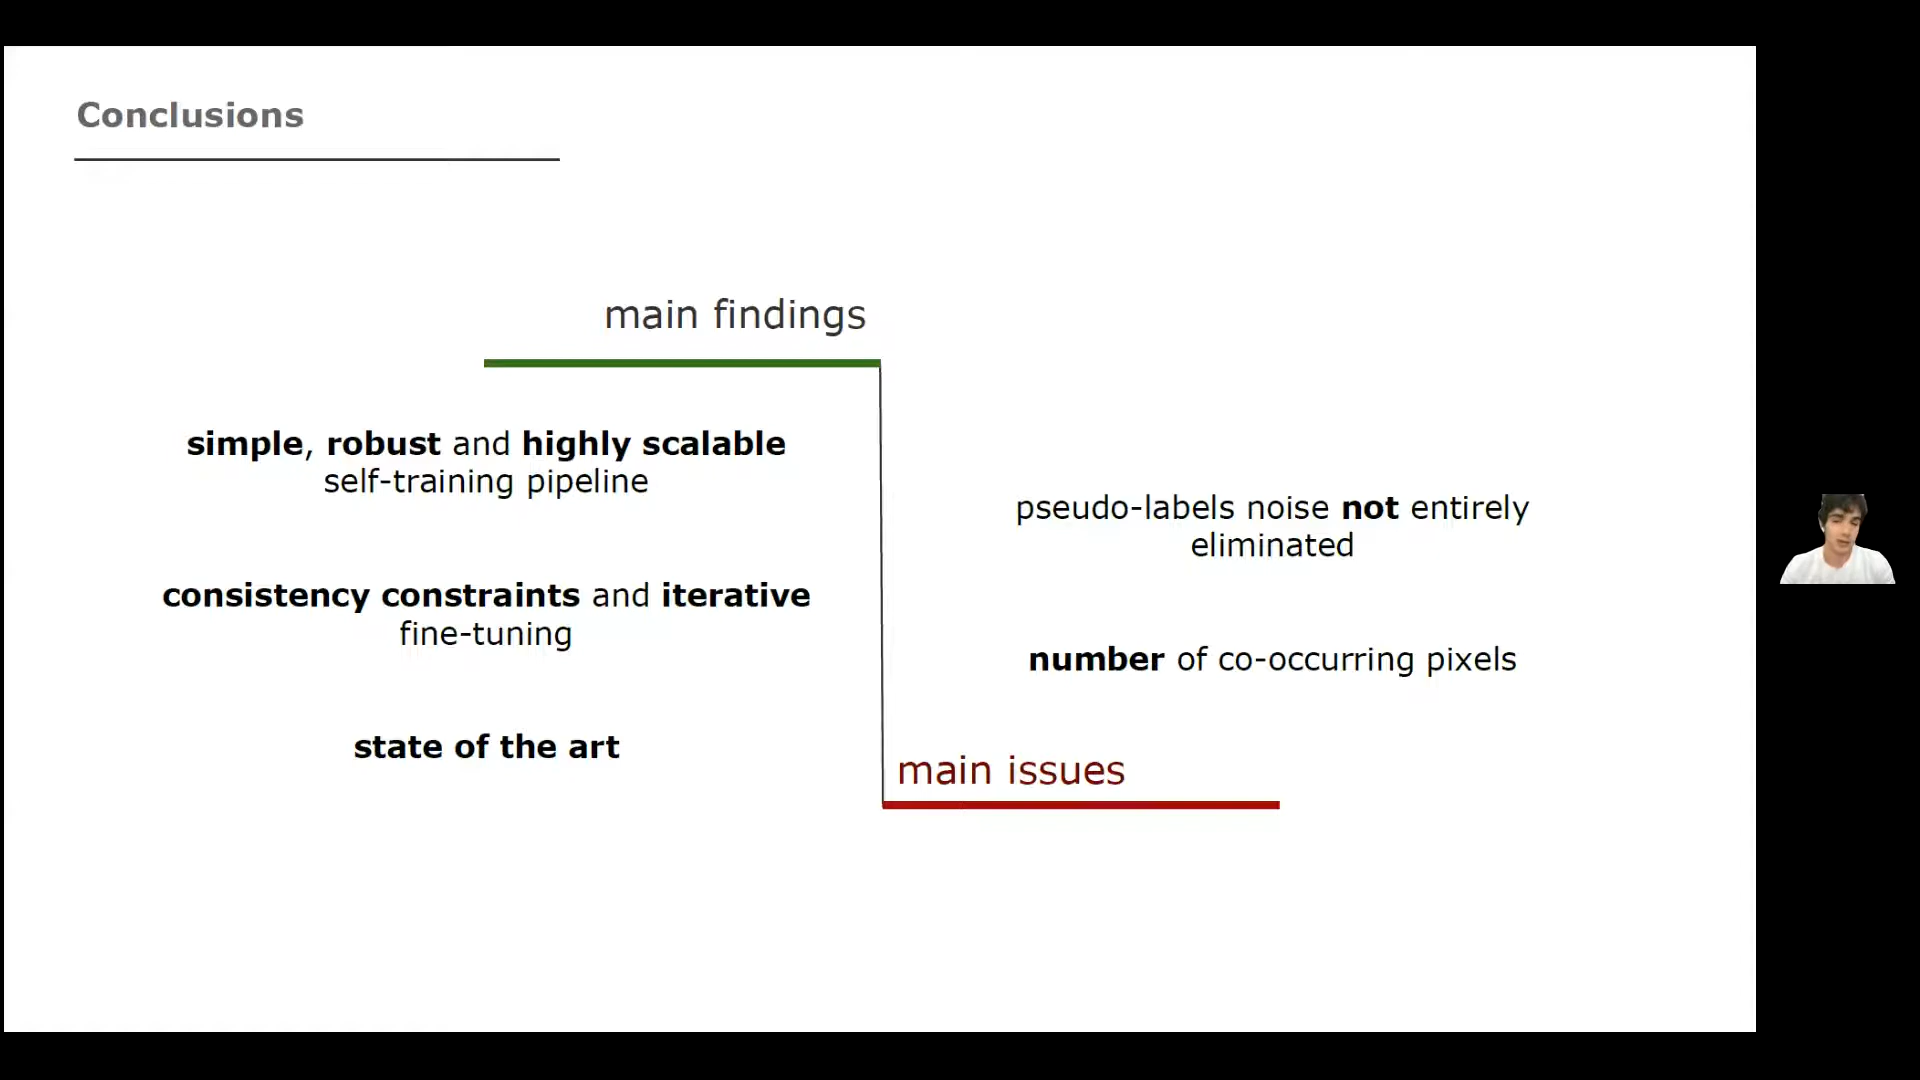 Conclusions
main findings
simple, robust and highly scalable
self-training pipeline
consistency constraints and iterative
fine-tuning
state of the art
pseudo-labels noise not entirely
eliminated
number of co-occurring pixels
main issues